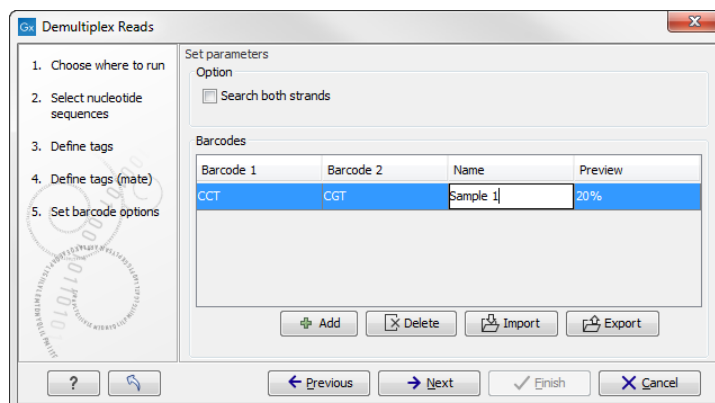 Gx Demultiplex Reads
1. Choose where to run
2. Select nucleotide
sequences
3. Define tags
4. Define tags (mate)
5. Set barcode options
Set parameters
Option
Search both strands
Barcodes
Barcode 1 Barcode 2 Name Preview
CCT CGT Sample 1 20%
Add Delete Import Export
? Previous Next Finish Cancel